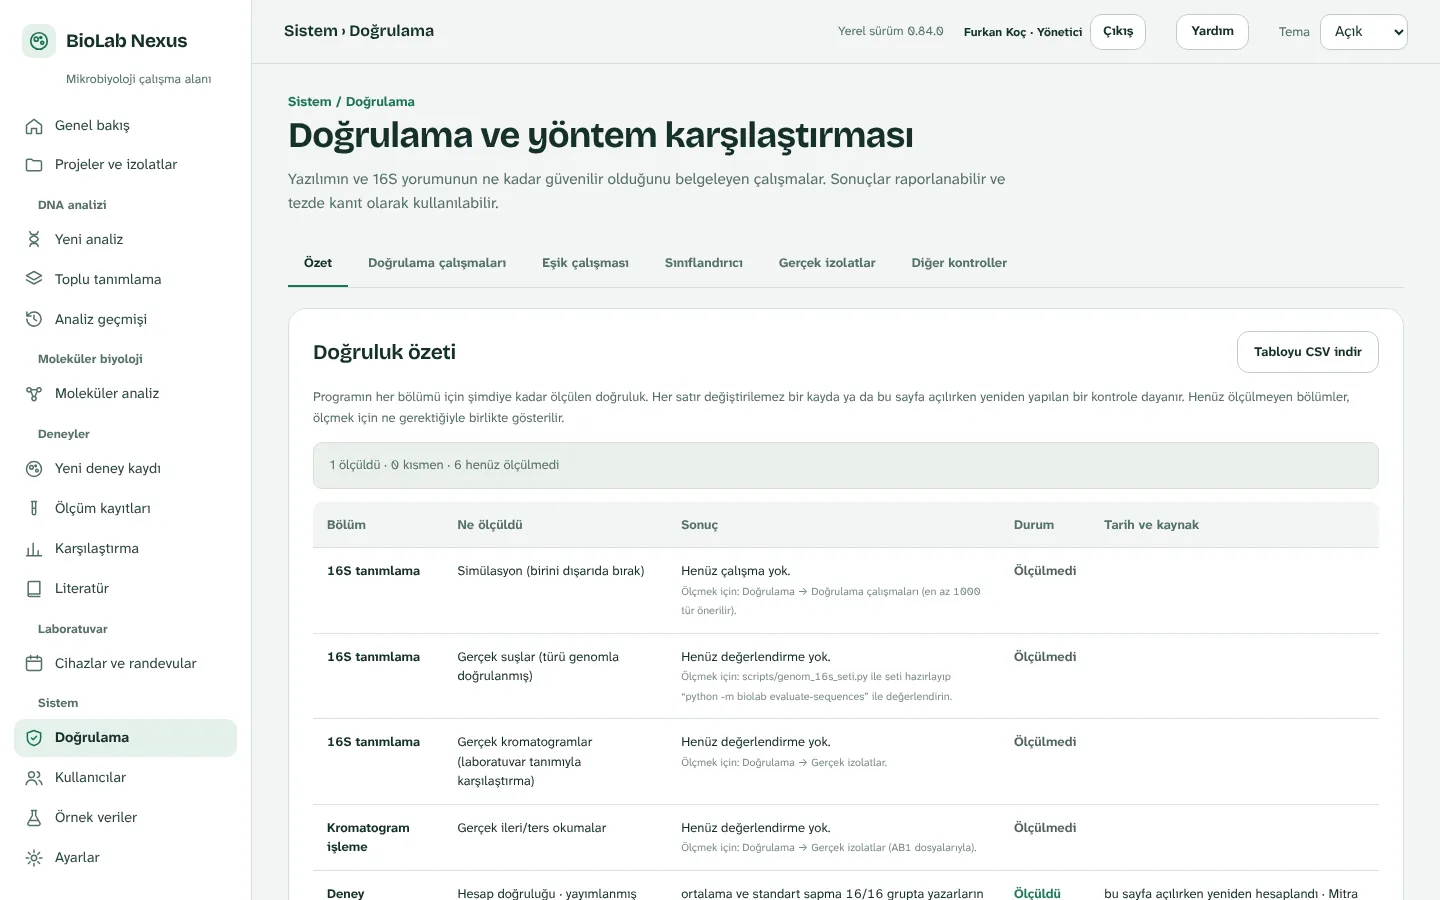 BioLab Nexus
Mikrobiyoloji çalışma alanı
Genel bakış
Projeler ve izolatlar
DNA analizi
Yeni analiz
Toplu tanımlama
Analiz geçmişi
Moleküler biyoloji
Moleküler analiz
Deneyler
Yeni deney kaydı
Ölçüm kayıtları
Karşılaştırma
Literatür
Laboratuvar
Cihazlar ve randevular
Sistem
Doğrulama
Kullanıcılar
Örnek veriler
Ayarlar
Sistem › Doğrulama
Yerel sürüm 0.84.0
Furkan Koç · Yönetici
Çıkış
Yardım
Tema
Açık
Sistem / Doğrulama
Doğrulama ve yöntem karşılaştırması
Yazılımın ve 16S yorumunun ne kadar güvenilir olduğunu belgeleyen çalışmalar. Sonuçlar raporlanabilir ve
tezde kanıt olarak kullanılabilir.
Özet
Doğrulama çalışmaları
Eşik çalışması
Sınıflandırıcı
Gerçek izolatlar
Diğer kontroller
Doğruluk özeti
Tabloyu CSV indir
Programın her bölümü için şimdiye kadar ölçülen doğruluk. Her satır değiştirilemez bir kayda ya da bu sayfa açılırken yeniden yapılan bir kontrole dayanır. Henüz ölçülmeyen bölümler,
ölçmek için ne gerektiğiyle birlikte gösterilir.
1 ölçüldü · 0 kısmen · 6 henüz ölçülmedi
Bölüm
Ne ölçüldü
Sonuç
Durum
Tarih ve kaynak
16S tanımlama
Simülasyon (birini dışarıda bırak)
Henüz çalışma yok.
Ölçmek için: Doğrulama → Doğrulama çalışmaları (en az 1000
tür önerilir).
Ölçülmedi
16S tanımlama
Gerçek suşlar (türü genomla
doğrulanmış)
Henüz değerlendirme yok.
Ölçmek için: scripts/genom_16s_seti.py ile seti hazırlayıp
“python -m biolab evaluate-sequences” ile değerlendirin.
Ölçülmedi
16S tanımlama
Gerçek kromatogramlar
(laboratuvar tanımıyla
karşılaştırma)
Henüz değerlendirme yok.
Ölçmek için: Doğrulama → Gerçek izolatlar.
Ölçülmedi
Kromatogram
işleme
Gerçek ileri/ters okumalar
Henüz değerlendirme yok.
Ölçmek için: Doğrulama → Gerçek izolatlar (AB1 dosyalarıyla).
Ölçülmedi
Deney
Hesap doğruluğu · yayımlanmış
ortalama ve standart sapma 16/16 grupta yazarların
Ölçüldü
bu sayfa açılırken yeniden hesaplandı · Mitra